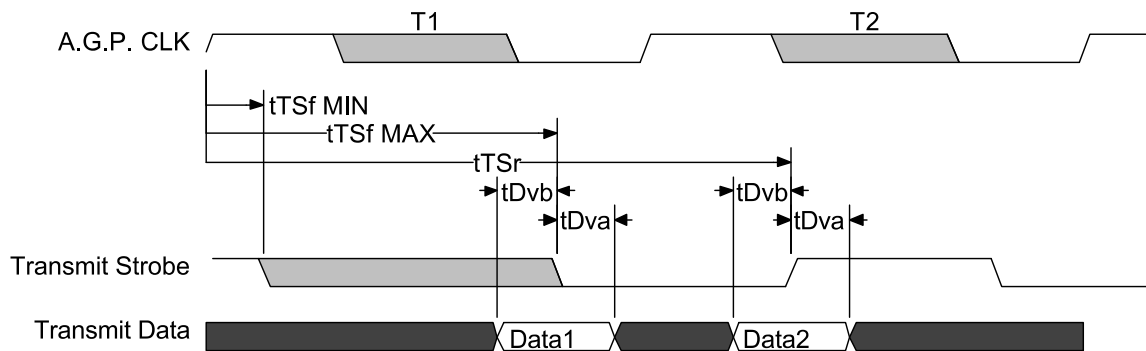 T1
T2
A.G.P. CLK
tTSf MIN
tTSf MAX
tTSr
tDvb
tDvb
tDva
tDva
Transmit Strobe
Transmit Data
Data1
Data2